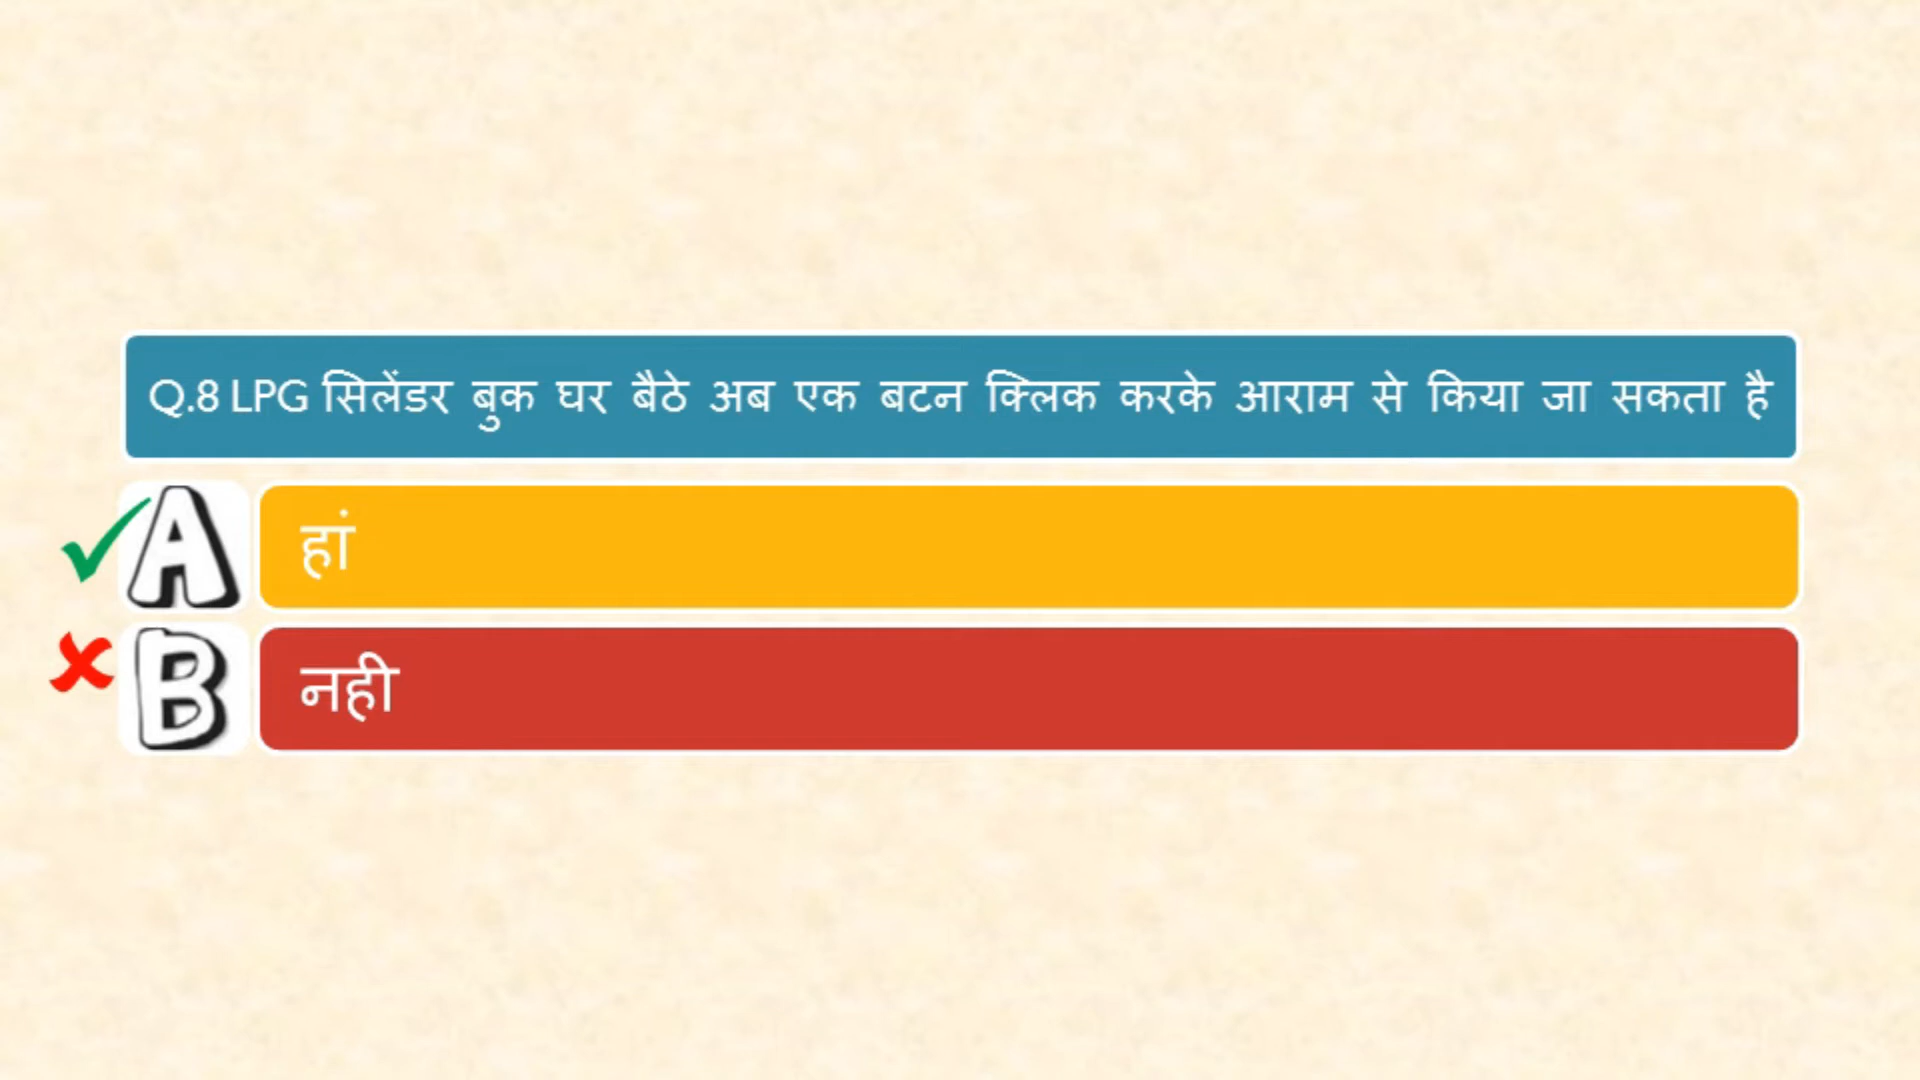 Q.8 LPG सिलेंडर बुक घर बैठे अब एक बटन क्लिक करके आराम से किया जा सकता है
A हां
B नही